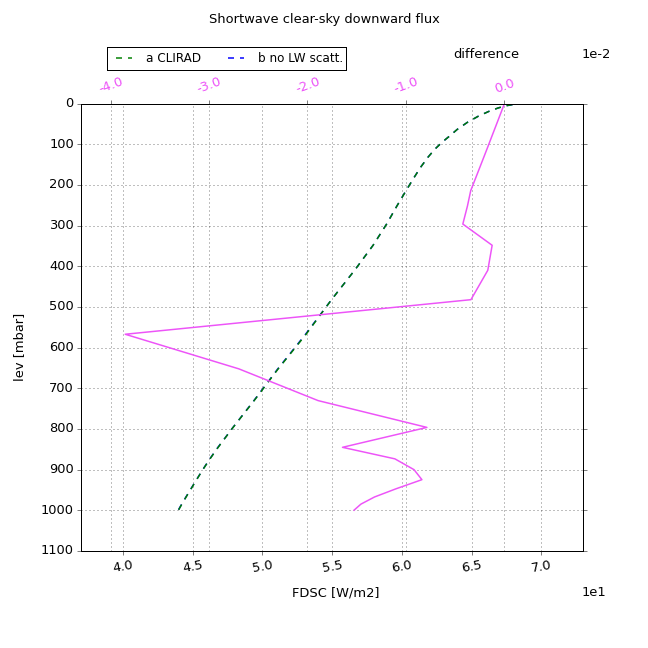 Shortwave clear-sky downward flux
a CLIRAD b no LW scatt.
difference 1e-2
-4.0 -3.0 -2.0 -1.0 0.0
0
100
200
300
400
500
600
700
800
900
1000
1100
lev [mbar]
4.0 4.5 5.0 5.5 6.0 6.5 7.0
FDSC [W/m2] 1e1